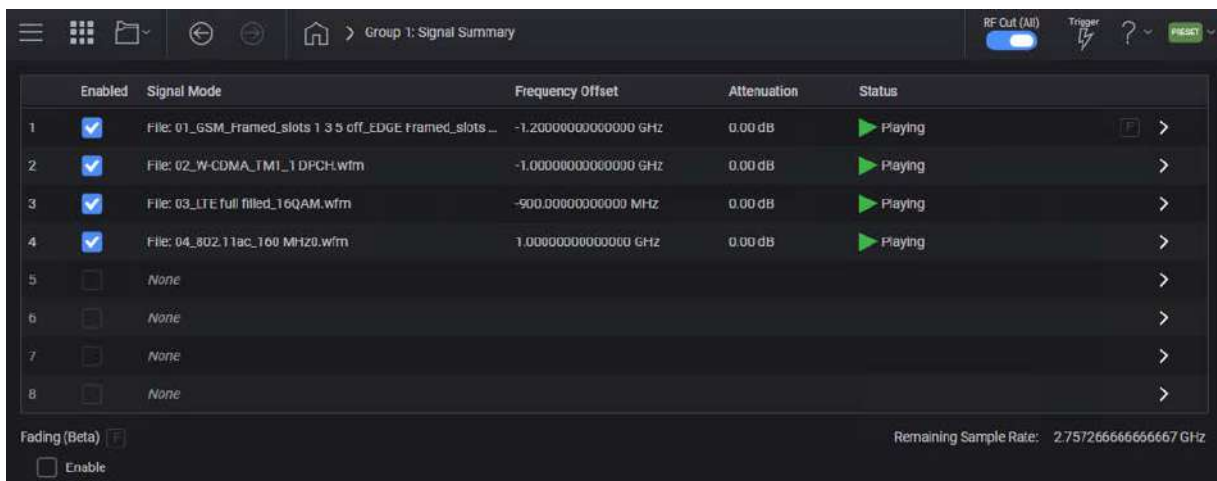 Group 1: Signal Summary
RF Out (All)
Trigger
PRESET
Enabled Signal Mode Frequency Offset Attenuation Status
1 File: 01_GSM_Framed_slots 1 3 5 off_EDGE Framed_slots ... -1.20000000000000 GHz 0.00 dB Playing F
2 File: 02_W-CDMA_TM1_1 DPCH.wfm -1.00000000000000 GHz 0.00 dB Playing
3 File: 03_LTE full filled_16QAM.wfm -900.00000000000 MHz 0.00 dB Playing
4 File: 04_802.11ac_160 MHz0.wfm 1.00000000000000 GHz 0.00 dB Playing
5 None
6 None
7 None
8 None
Fading (Beta) F
Remaining Sample Rate: 2.757266666666667 GHz
Enable